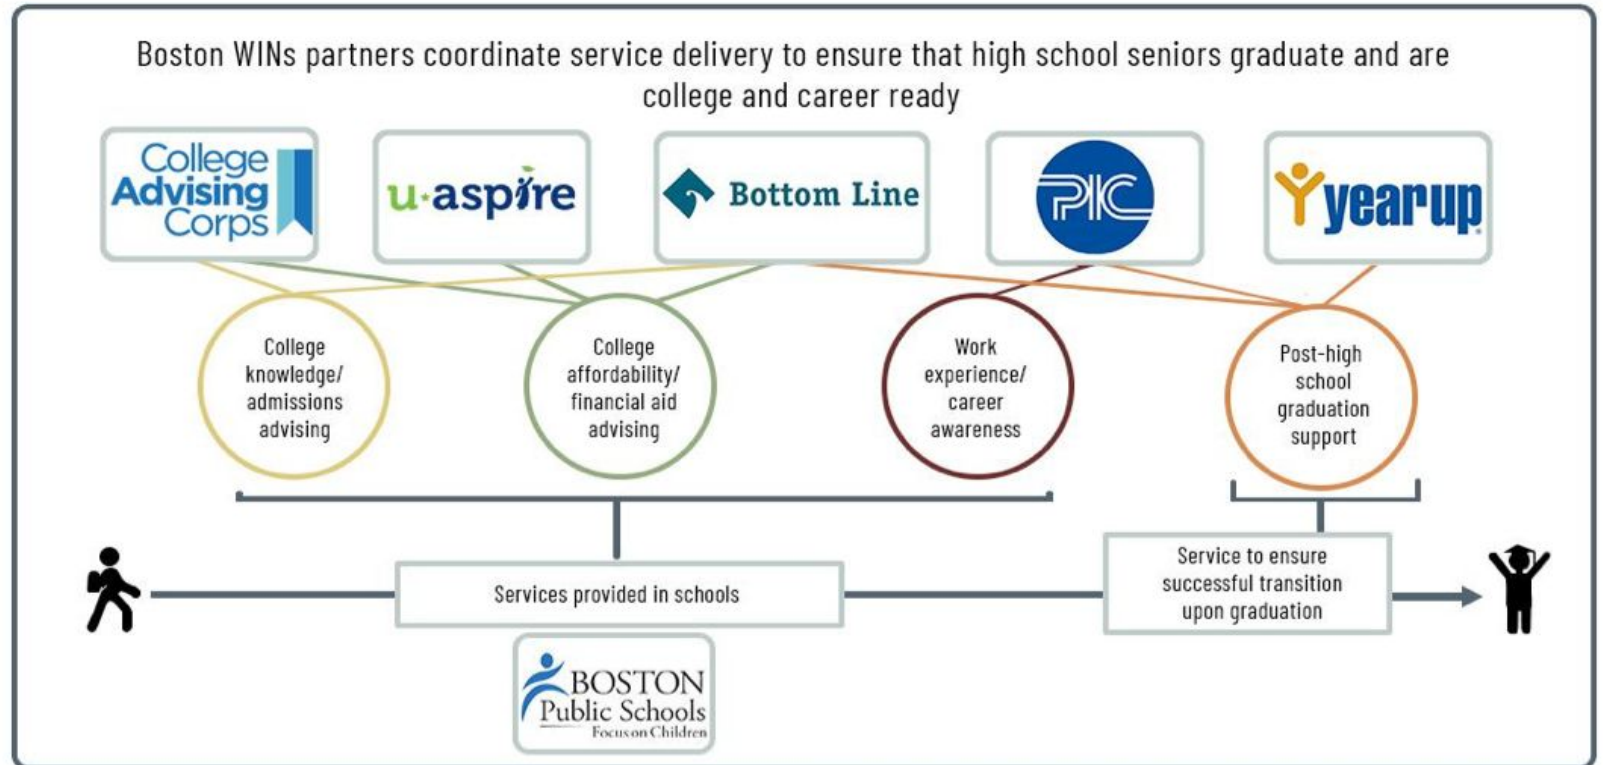 Boston WINs partners coordinate service delivery to ensure that high school seniors graduate and are
college and career ready
College
Advising
Corps
u·aspire
Bottom Line
PIC
year up
College
knowledge/
admissions
advising
College
affordability/
financial aid
advising
Work
experience/
career
awareness
Post-high
school
graduation
support
Services provided in schools
Service to ensure
successful transition
upon graduation
BOSTON
Public Schools
Focus on Children